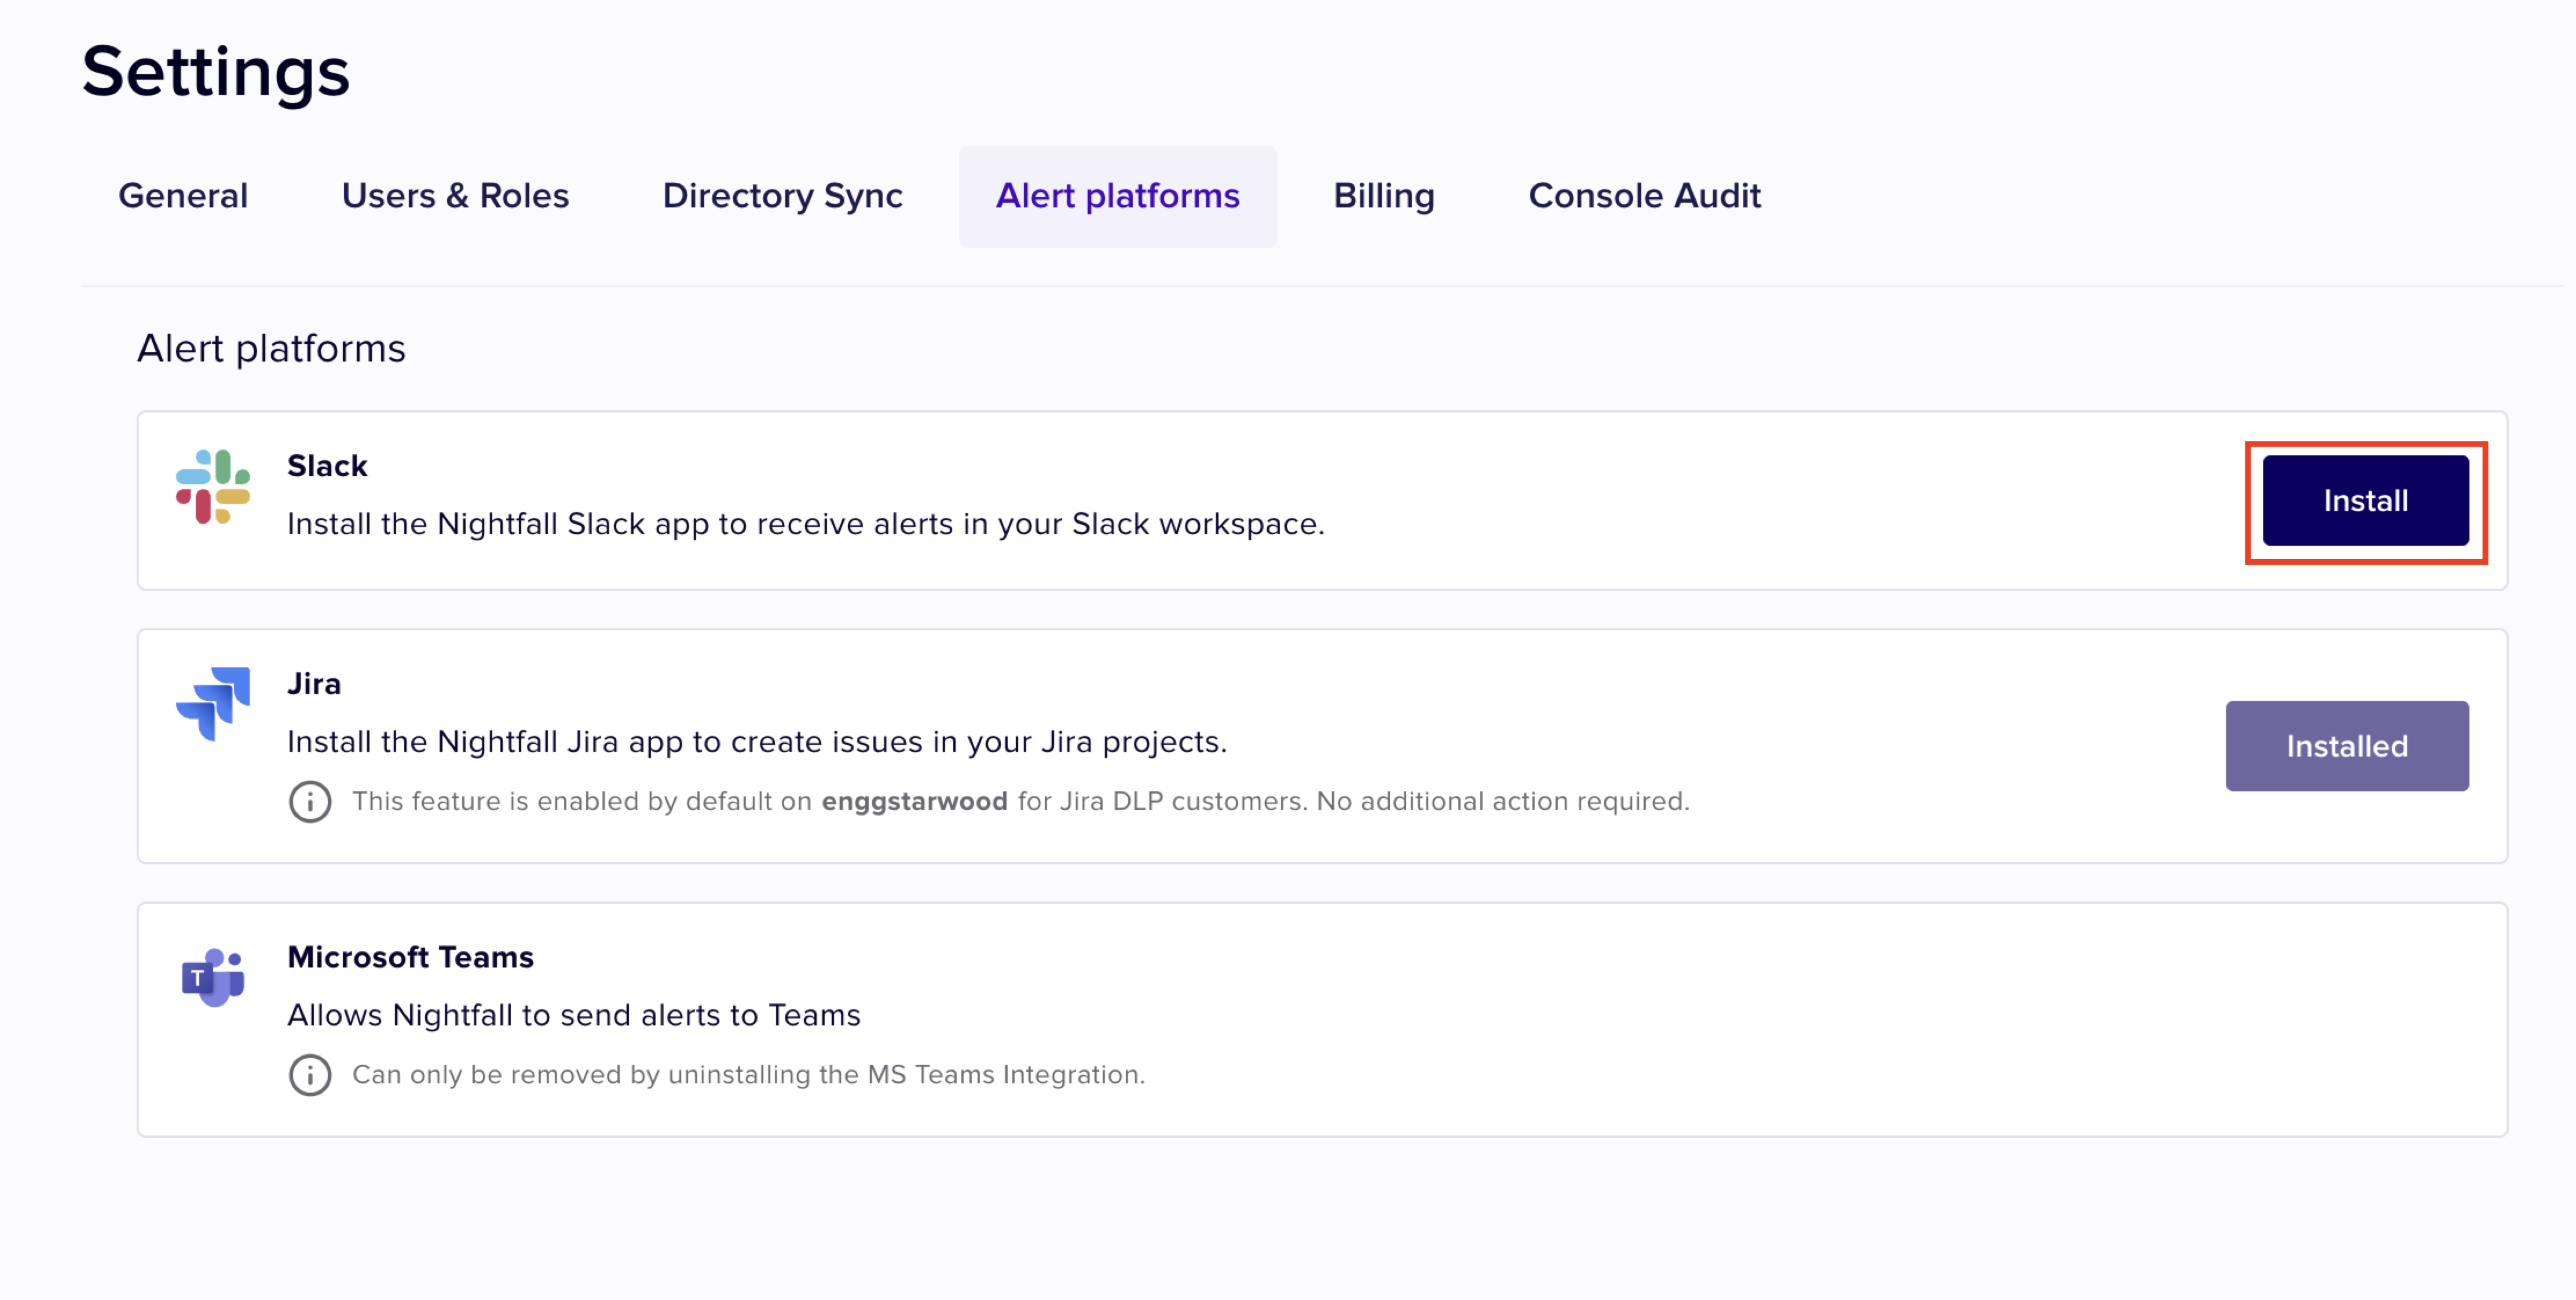 Settings
General Users & Roles Directory Sync Alert platforms Billing Console Audit
Alert platforms
Slack
Install the Nightfall Slack app to receive alerts in your Slack workspace.
Install
Jira
Install the Nightfall Jira app to create issues in your Jira projects.
This feature is enabled by default on enggstarwood for Jira DLP customers. No additional action required.
Installed
T
Microsoft Teams
Allows Nightfall to send alerts to Teams
Can only be removed by uninstalling the MS Teams Integration.